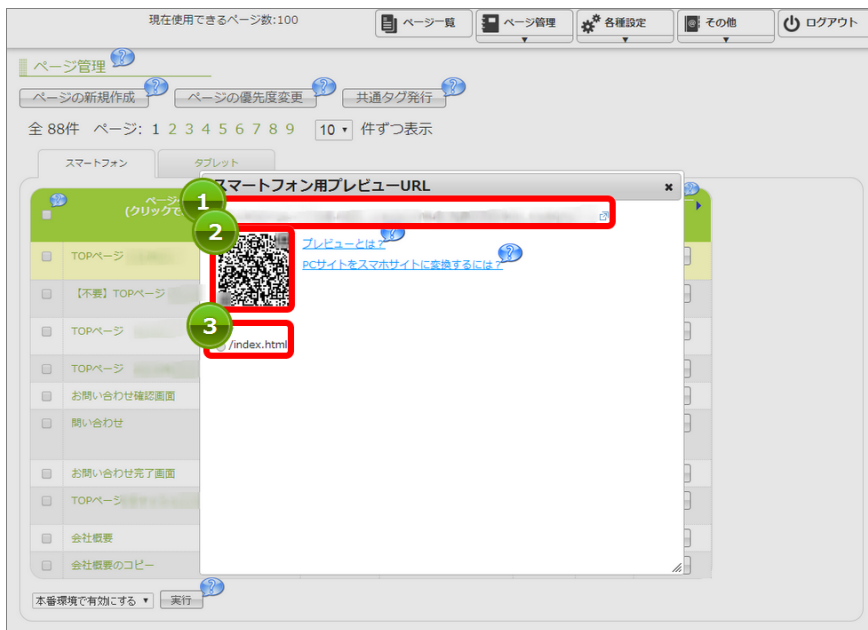 現在使用できるページ数:100
ページ一覧
ページ管理
各種設定
その他
ログアウト
ページ管理
ページの新規作成
ページの優先度変更
共通タグ発行
全 88件 ページ: 1 2 3 4 5 6 7 8 9 10 件ずつ表示
スマートフォン
タブレット
スマートフォン用プレビューURL
1
ページ
(クリックで
2
プレビューとは?
PCサイトをスマホサイトに変換するには?
TOPページ
【不要】TOPページ
3
TOPページ
/index.html
TOPページ
お問い合わせ確認画面
問い合わせ
お問い合わせ完了画面
TOPページ
会社概要
会社概要のコピー
本番環境で有効にする
実行